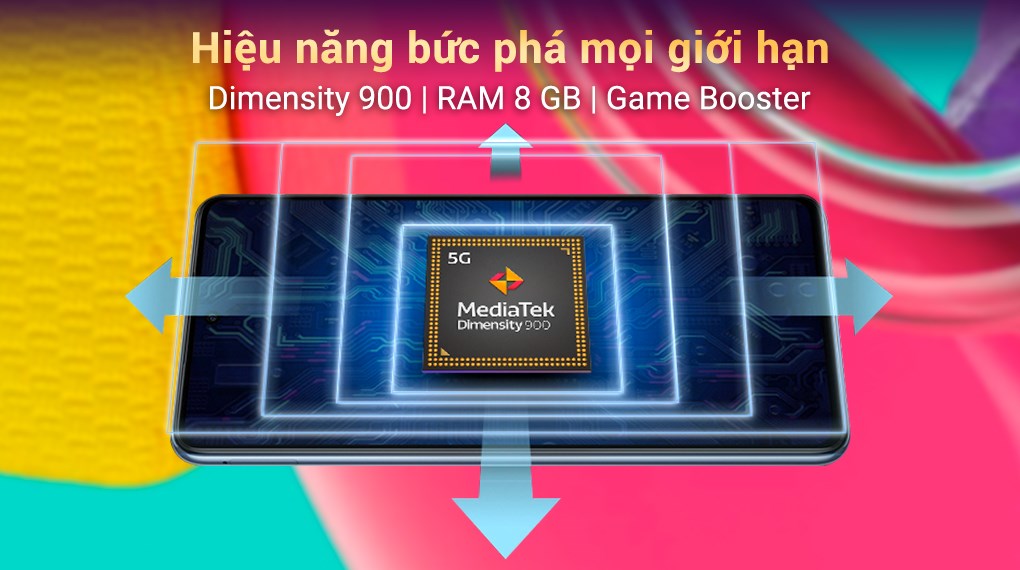 Hiệu năng bức phá mọi giới hạn
Dimensity 900 | RAM 8 GB | Game Booster
5G
MediaTek
Dimensity 900